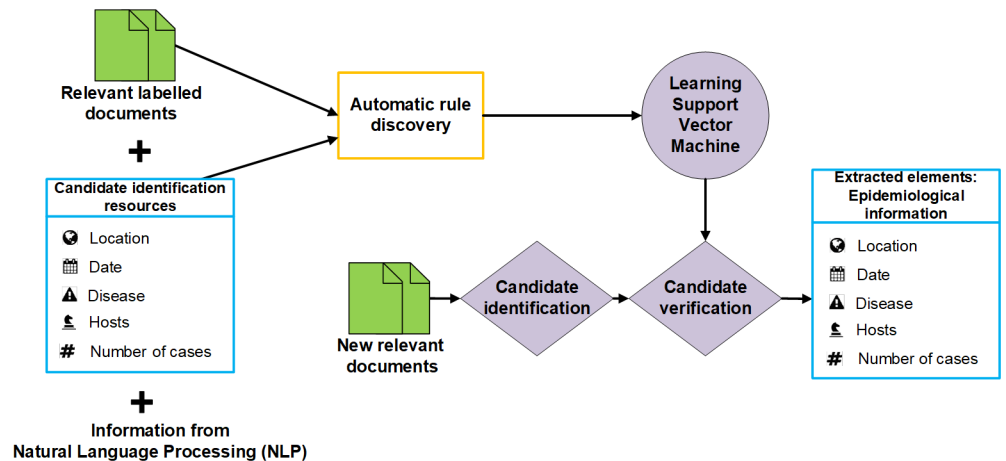 Relevant labelled
documents
+
Candidate identification
resources
Location
Date
Disease
Hosts
# Number of cases
+
Information from
Natural Language Processing (NLP)
Automatic rule
discovery
Learning
Support
Vector
Machine
New relevant
documents
Candidate
identification
Candidate
verification
Extracted elements:
Epidemiological
information
Location
Date
Disease
Hosts
# Number of cases